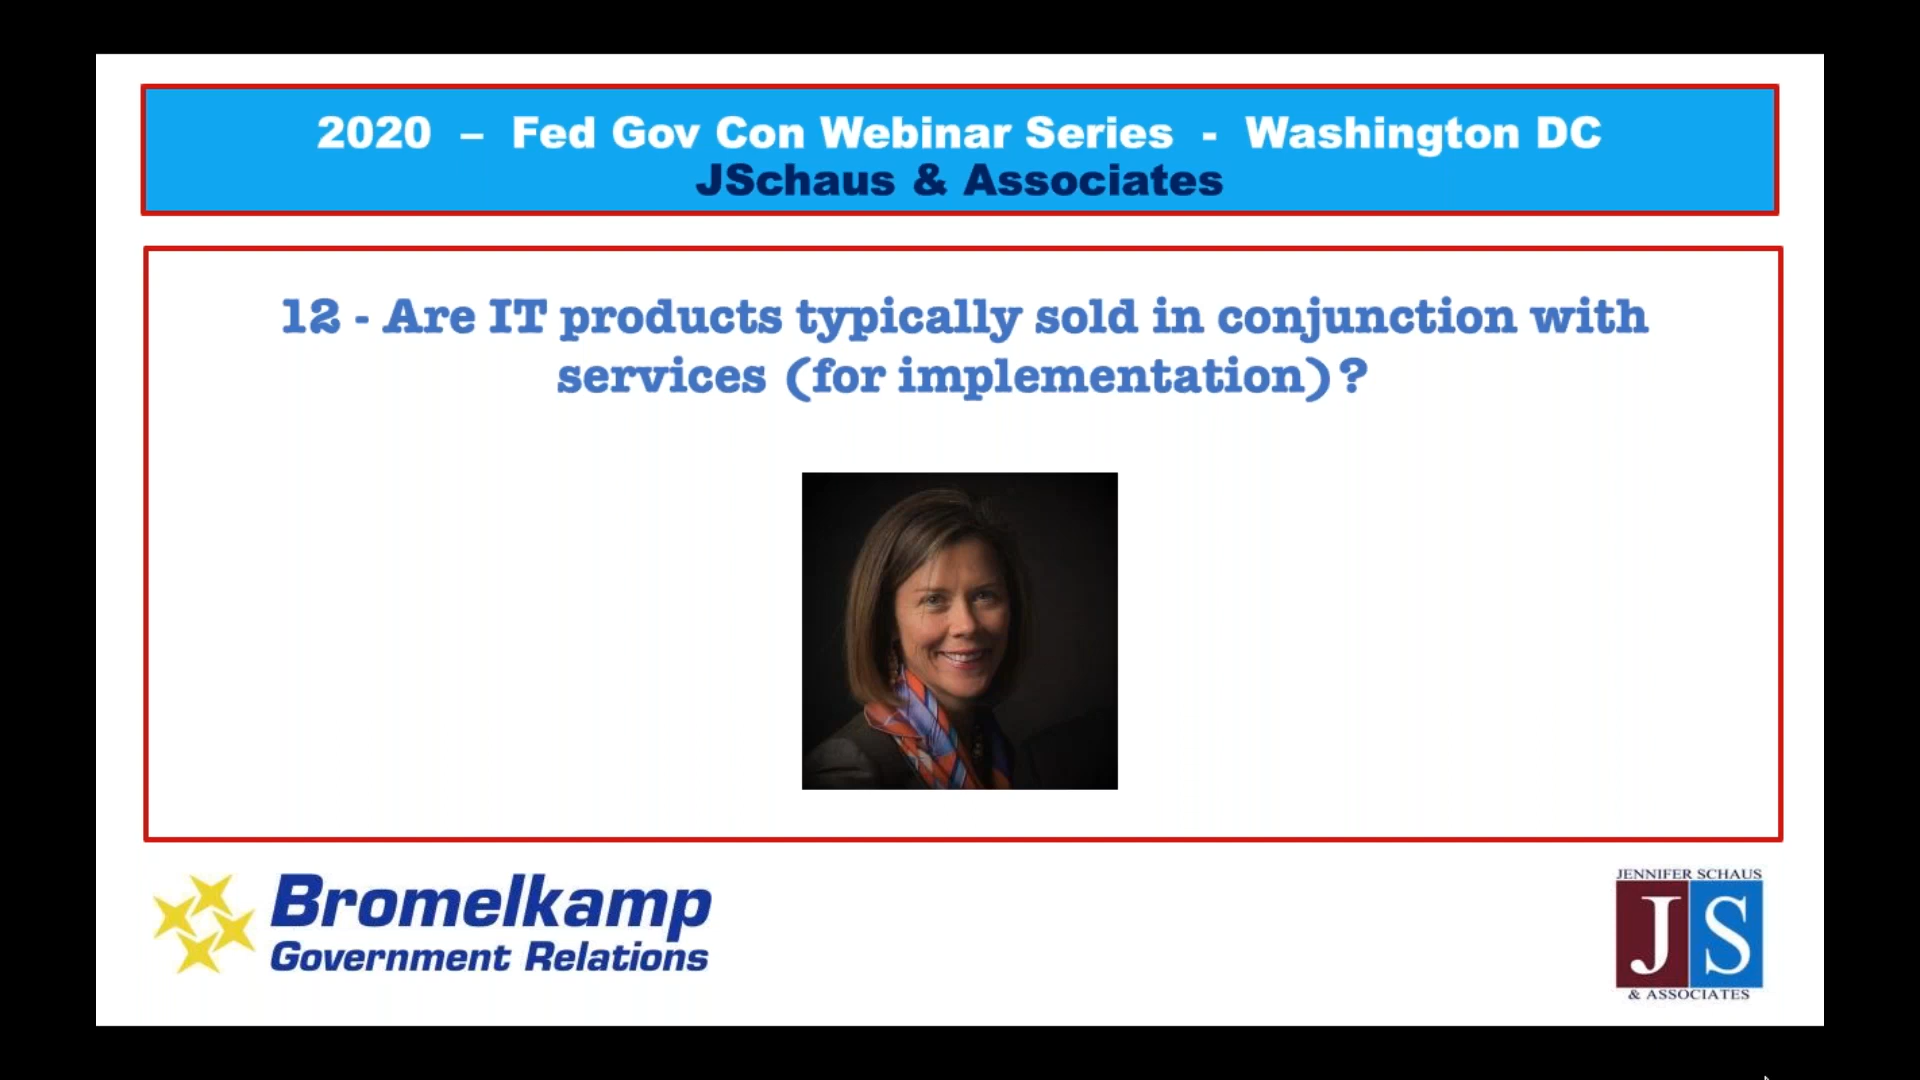 2020 – Fed Gov Con Webinar Series - Washington DC
JSchaus & Associates
12 - Are IT products typically sold in conjunction with
services (for implementation)?
Bromelkamp
Government Relations
JENNIFER SCHAUS
JS
& ASSOCIATES